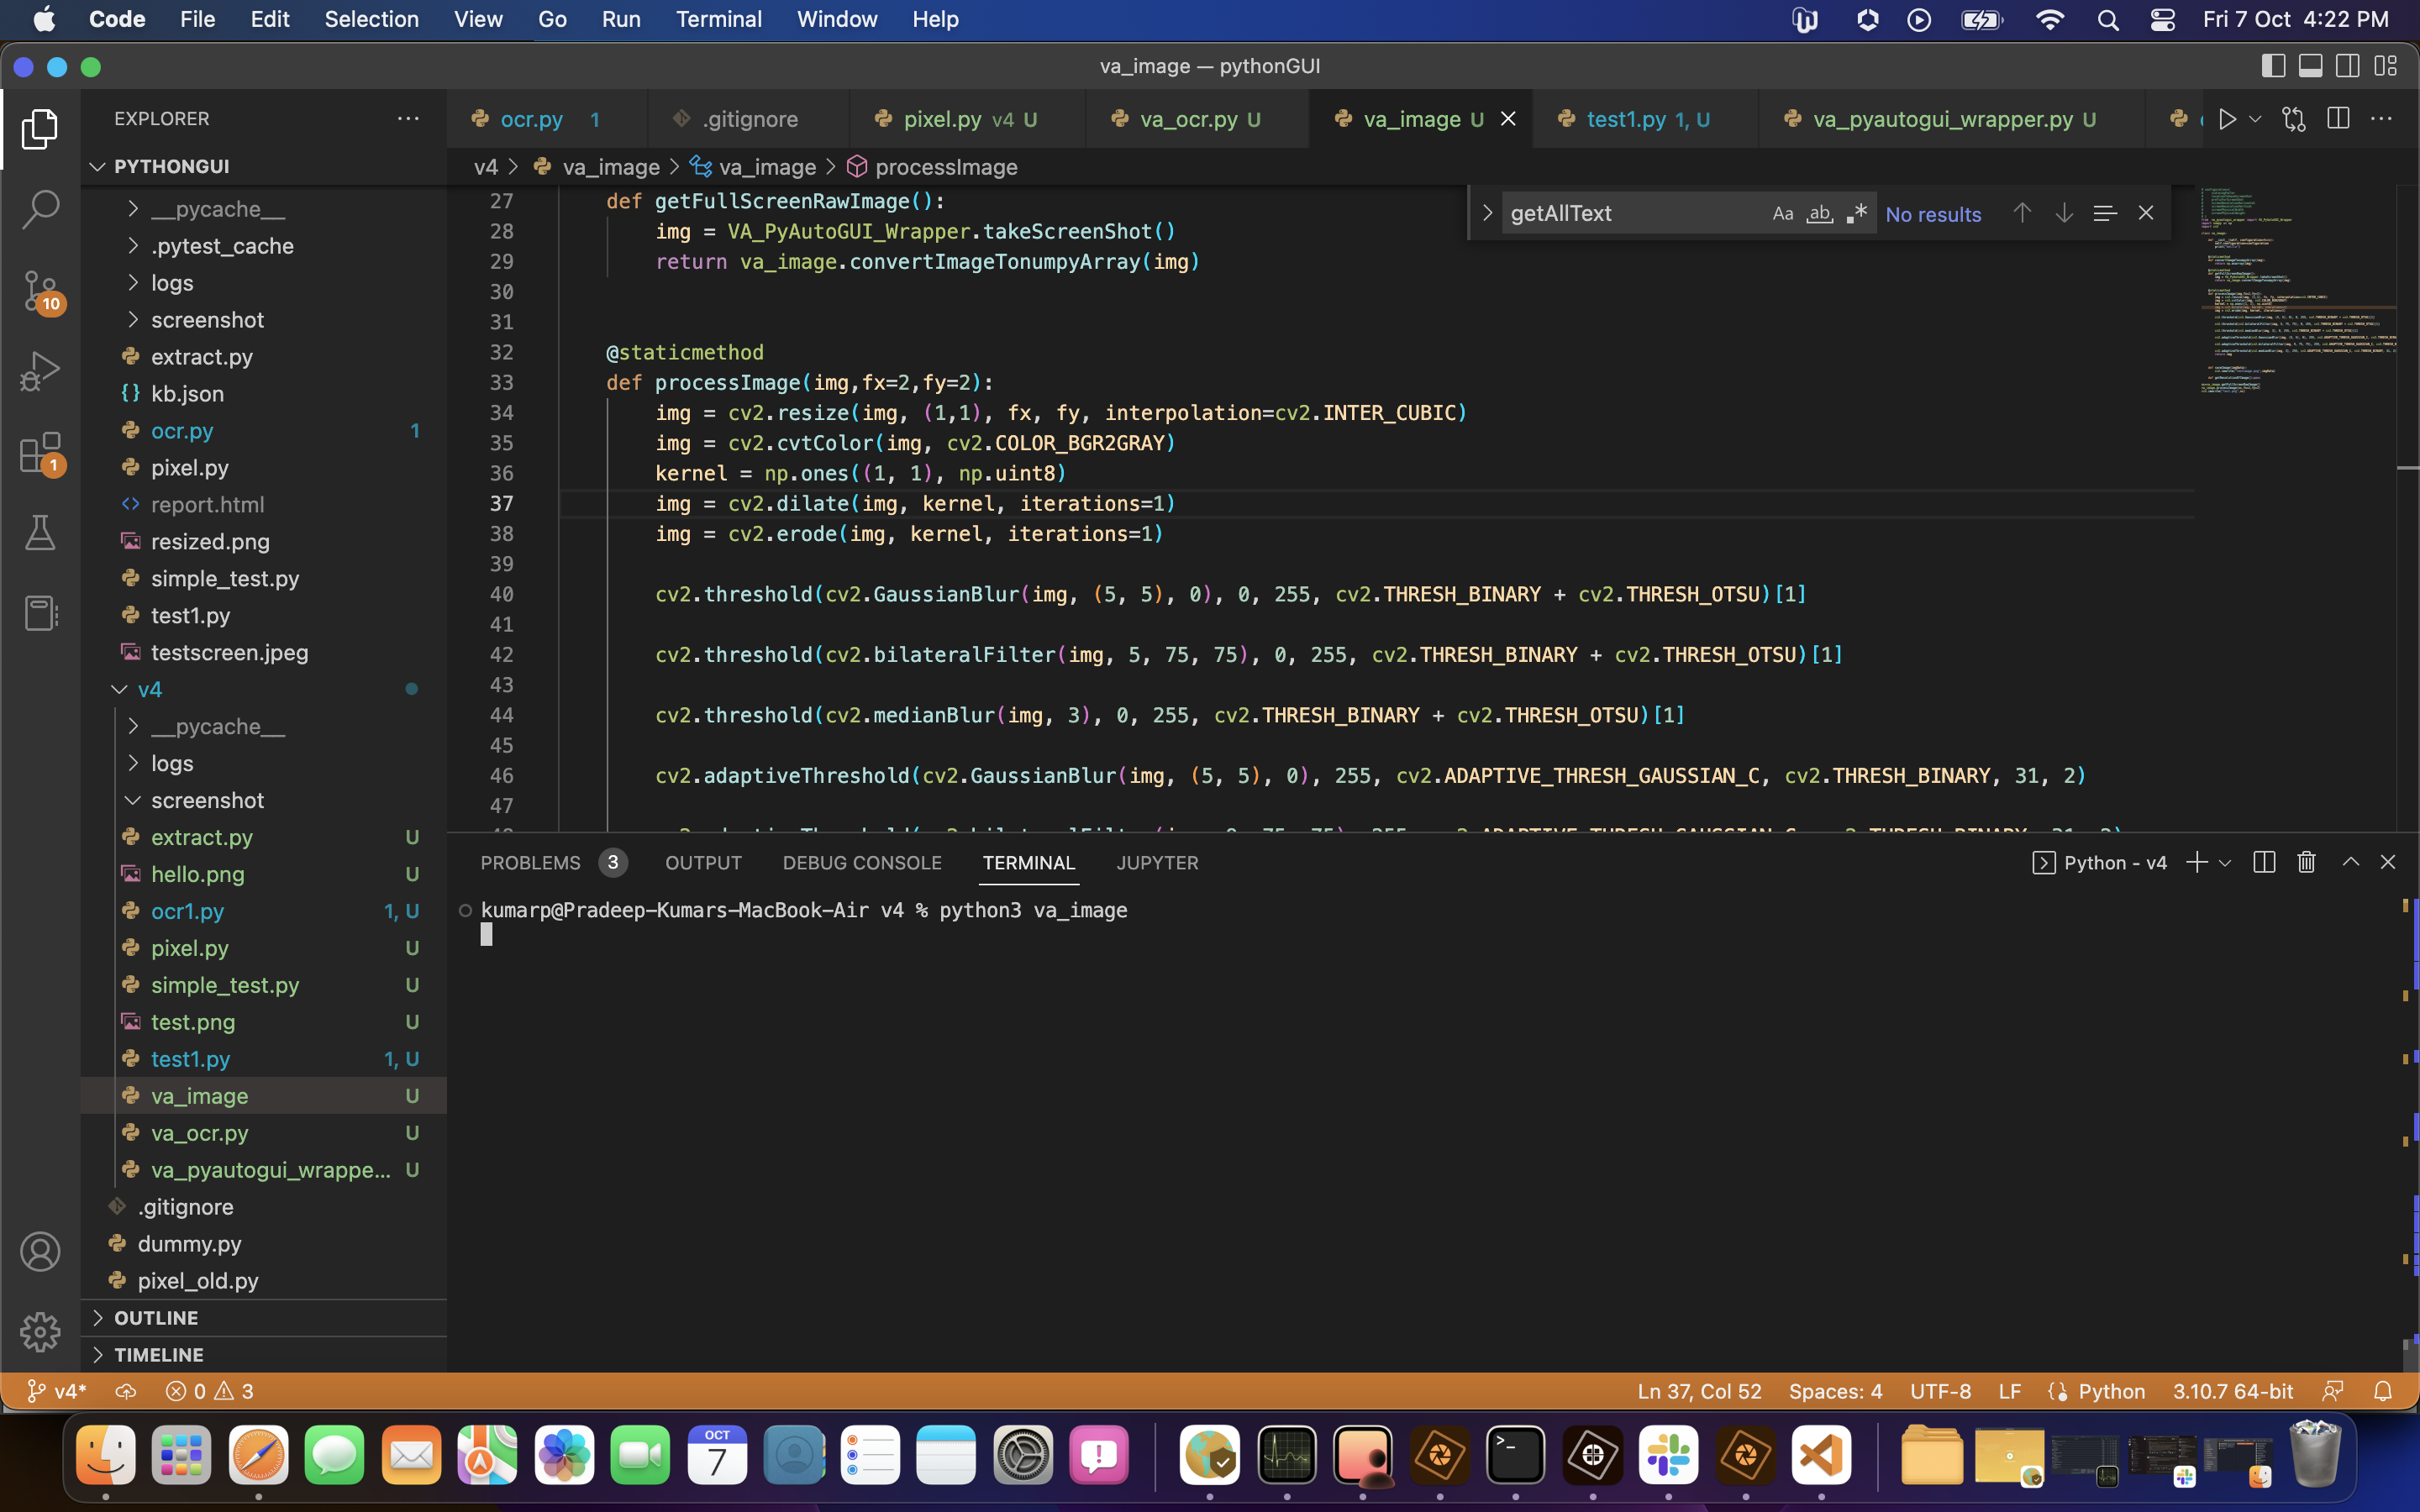 Code File Edit Selection View Go Run Terminal Window Help Fri 7 Oct 4:22 PM
va_image — pythonGUI
EXPLORER
ocr.py 1 .gitignore pixel.py v4 U va_ocr.py U va_image U test1.py 1, U va_pyautogui_wrapper.py U
PYTHONGUI
v4 > va_image > va_image > processImage
__pycache__
.pytest_cache
logs
screenshot
extract.py
kb.json
ocr.py 1
pixel.py
report.html
resized.png
simple_test.py
test1.py
testscreen.jpeg
v4
__pycache__
logs
screenshot
extract.py U
hello.png U
ocr1.py 1, U
pixel.py U
simple_test.py U
test.png U
test1.py 1, U
va_image U
va_ocr.py U
va_pyautogui_wrappe... U
.gitignore
dummy.py
pixel_old.py
OUTLINE
TIMELINE
10
1
getAllText Aa ab .* No results
27 def getFullScreenRawImage():
28 img = VA_PyAutoGUI_Wrapper.takeScreenShot()
29 return va_image.convertImageTonumpyArray(img)
30
31
32 @staticmethod
33 def processImage(img,fx=2,fy=2):
34 img = cv2.resize(img, (1,1), fx, fy, interpolation=cv2.INTER_CUBIC)
35 img = cv2.cvtColor(img, cv2.COLOR_BGR2GRAY)
36 kernel = np.ones((1, 1), np.uint8)
37 img = cv2.dilate(img, kernel, iterations=1)
38 img = cv2.erode(img, kernel, iterations=1)
39
40 cv2.threshold(cv2.GaussianBlur(img, (5, 5), 0), 0, 255, cv2.THRESH_BINARY + cv2.THRESH_OTSU)[1]
41
42 cv2.threshold(cv2.bilateralFilter(img, 5, 75, 75), 0, 255, cv2.THRESH_BINARY + cv2.THRESH_OTSU)[1]
43
44 cv2.threshold(cv2.medianBlur(img, 3), 0, 255, cv2.THRESH_BINARY + cv2.THRESH_OTSU)[1]
45
46 cv2.adaptiveThreshold(cv2.GaussianBlur(img, (5, 5), 0), 255, cv2.ADAPTIVE_THRESH_GAUSSIAN_C, cv2.THRESH_BINARY, 31, 2)
47
PROBLEMS 3 OUTPUT DEBUG CONSOLE TERMINAL JUPYTER Python - v4
kumarp@Pradeep-Kumars-MacBook-Air v4 % python3 va_image
v4* 0 3 Ln 37, Col 52 Spaces: 4 UTF-8 LF Python 3.10.7 64-bit
OCT
7